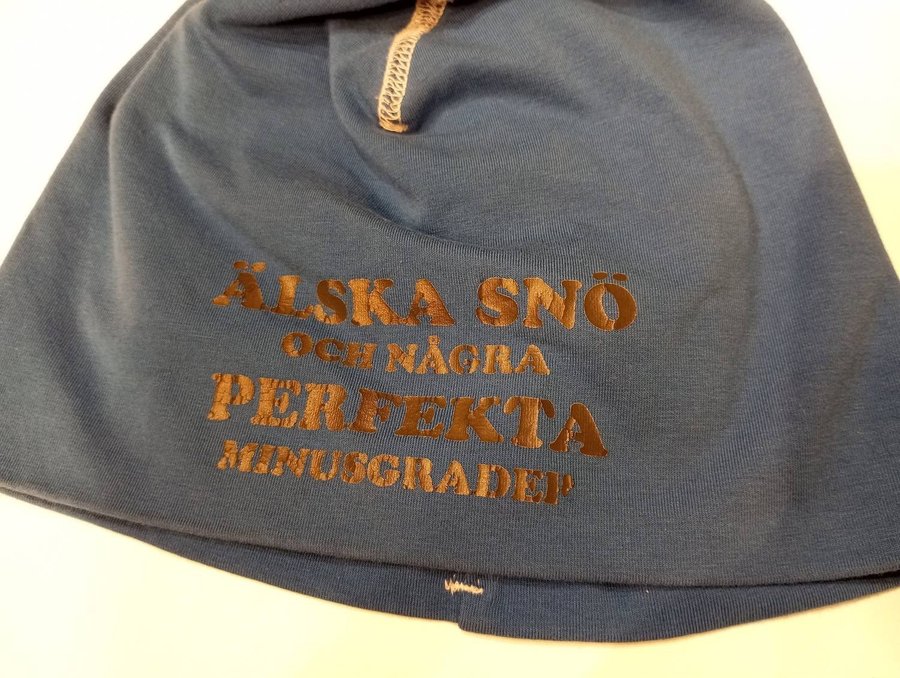 ÄLSKA SNÖ
OCH NÅGRA
PERFEKTA
MINUSGRADER